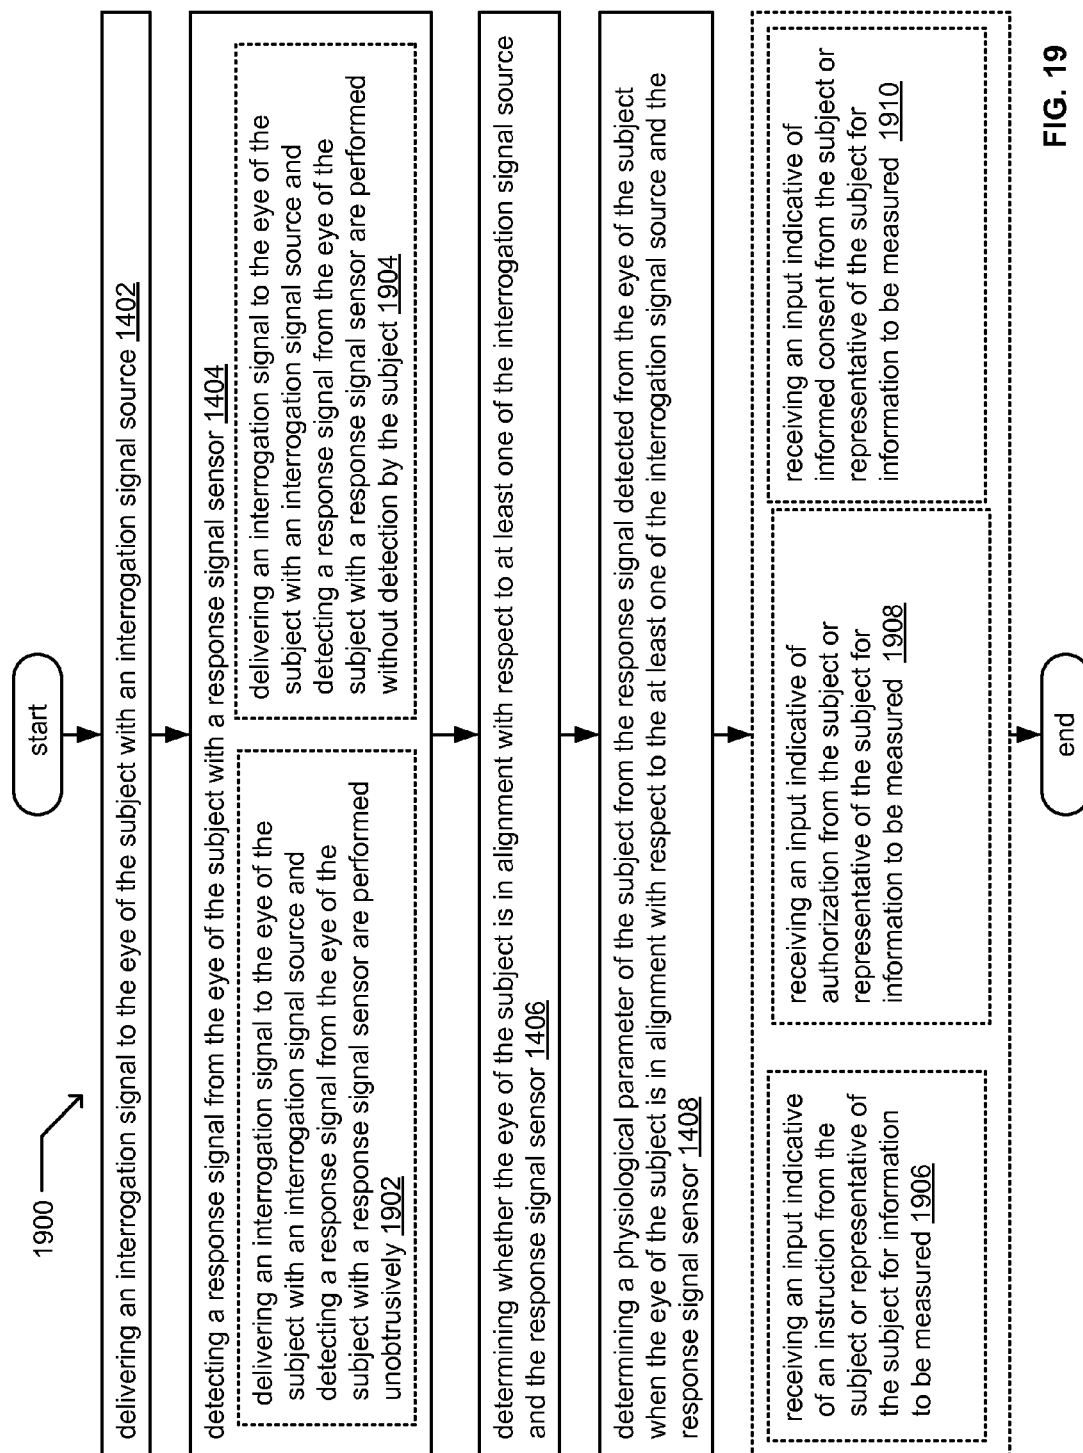 1900
start
delivering an interrogation signal to the eye of the subject with an interrogation signal source 1402
detecting a response signal from the eye of the subject with a response signal sensor 1404
delivering an interrogation signal to the eye of the
subject with an interrogation signal source and
detecting a response signal from the eye of the
subject with a response signal sensor are performed
unobtrusively 1902
delivering an interrogation signal to the eye of the
subject with an interrogation signal source and
detecting a response signal from the eye of the
subject with a response signal sensor are performed
without detection by the subject 1904
determining whether the eye of the subject is in alignment with respect to at least one of the interrogation signal source
and the response signal sensor 1406
determining a physiological parameter of the subject from the response signal detected from the eye of the subject
when the eye of the subject is in alignment with respect to the at least one of the interrogation signal source and the
response signal sensor 1408
receiving an input indicative
of an instruction from the
subject or representative of
the subject for information
to be measured 1906
receiving an input indicative of
authorization from the subject or
representative of the subject for
information to be measured 1908
receiving an input indicative of
informed consent from the subject or
representative of the subject for
information to be measured 1910
end
FIG. 19